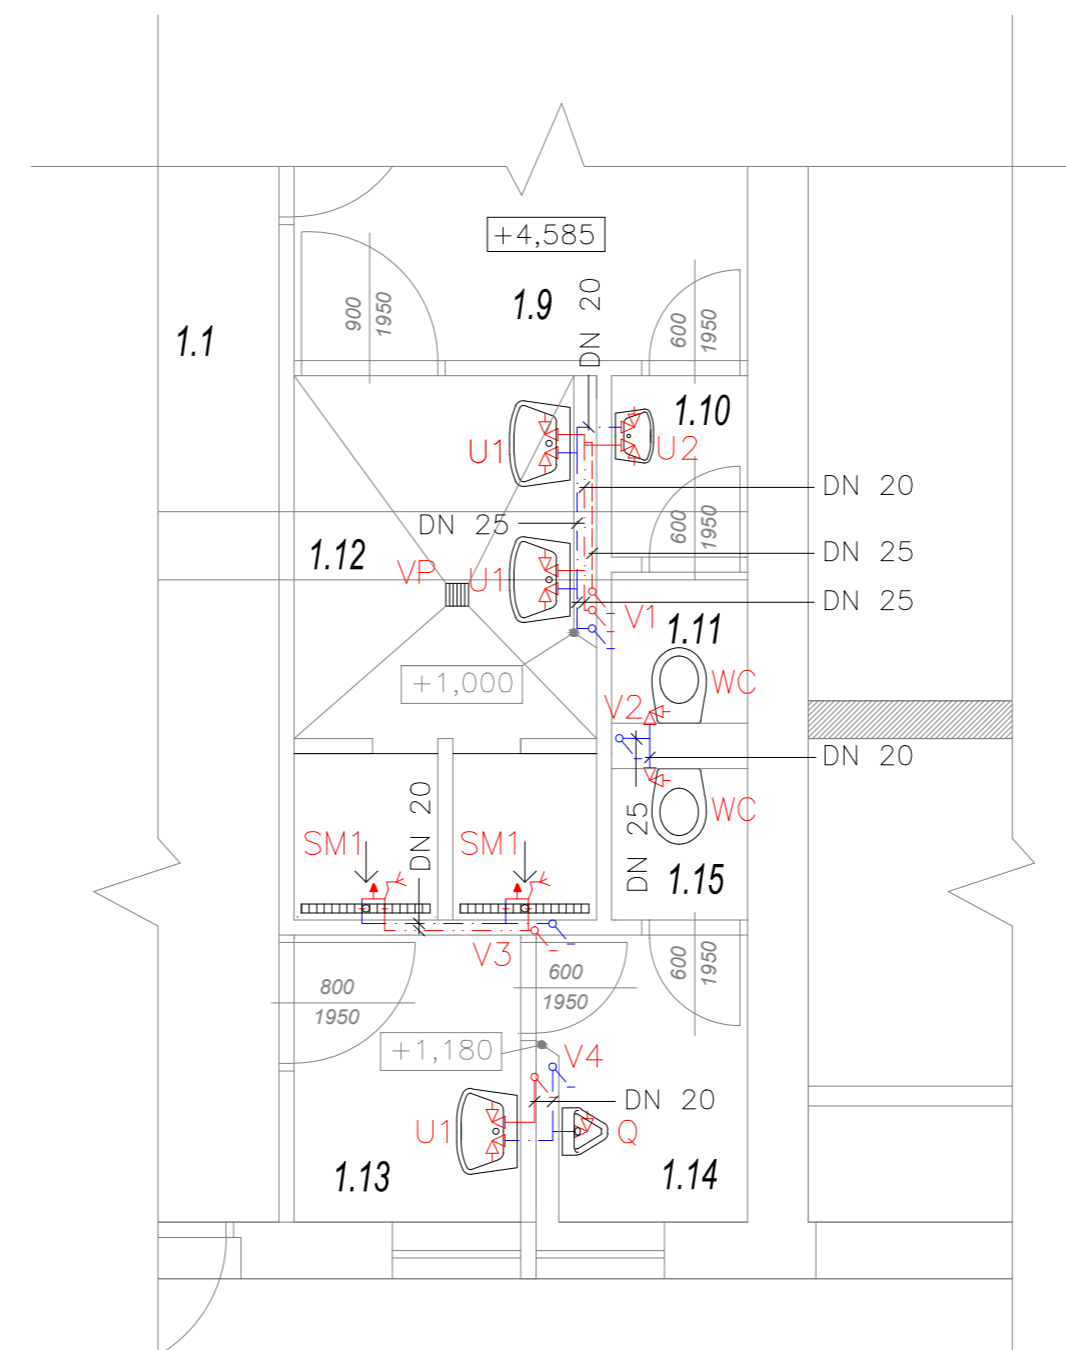 +4,585
1.9
DN 20
900
1950
600
1950
1.1
1.10
U1
U2
DN 20
600
1950
DN 25
1.12
DN 25
VP
U1
DN 25
V1
1.11
+1,000
WC
V2
DN 20
DN 25
WC
DN 20
SM1
SM1
1.15
V3
600
1950
600
1950
800
1950
+1,180
V4
DN 20
U1
Q
1.13
1.14